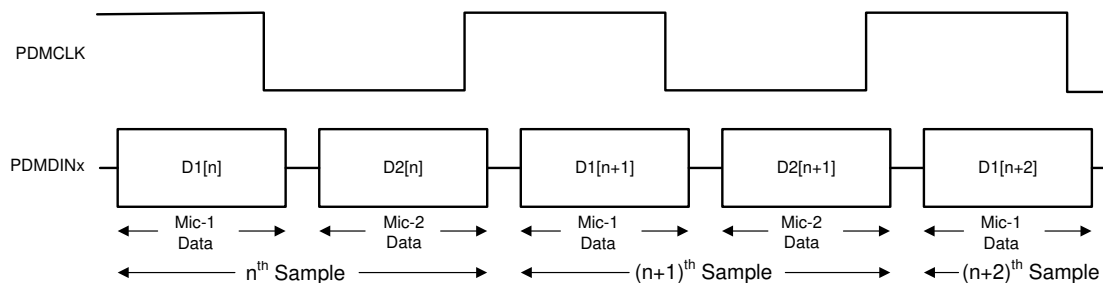 PDMCLK
PDMDINx
D1[n]
D2[n]
D1[n+1]
D2[n+1]
D1[n+2]
Mic-1
Data
Mic-2
Data
Mic-1
Data
Mic-2
Data
Mic-1
Data
nth Sample
(n+1)th Sample
(n+2)th Sample